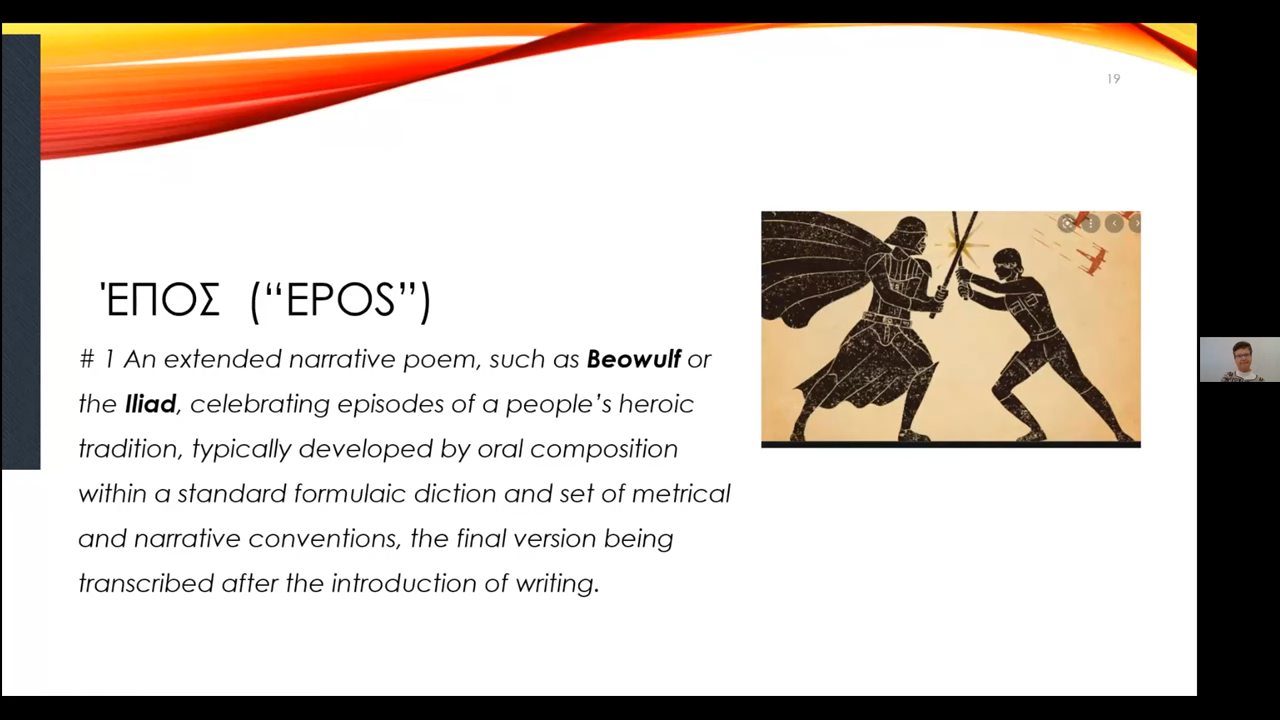 19
ἜΠΟΣ (“EPOS”)
# 1 An extended narrative poem, such as Beowulf or
the Iliad, celebrating episodes of a people’s heroic
tradition, typically developed by oral composition
within a standard formulaic diction and set of metrical
and narrative conventions, the final version being
transcribed after the introduction of writing.